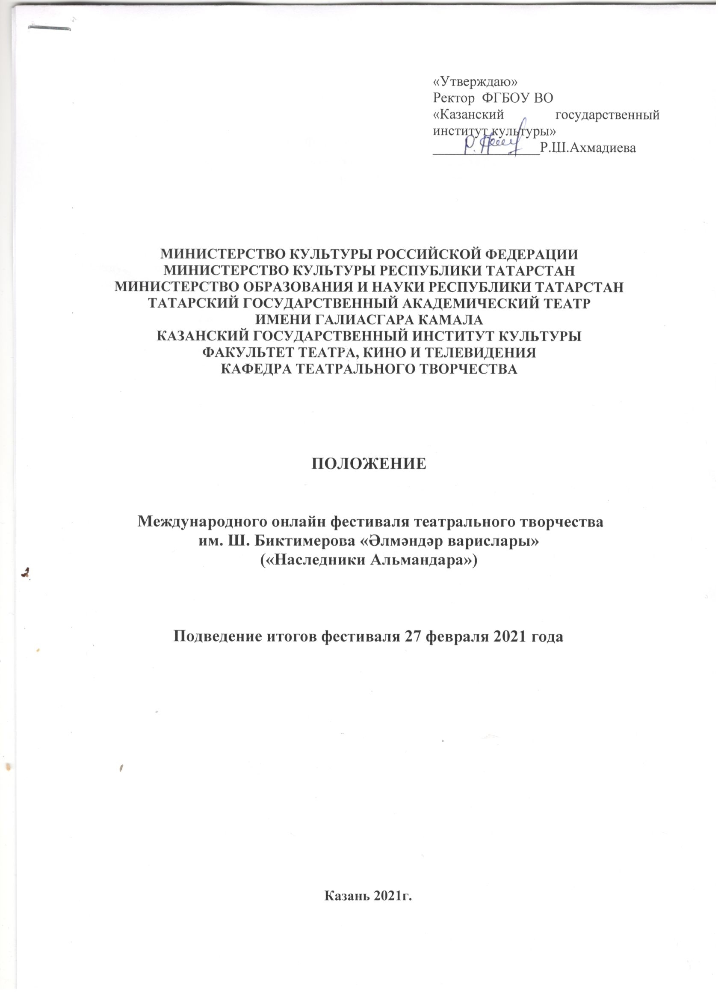 «Утверждаю»
Ректор ФГБОУ ВО
«Казанский государственный
институт культуры»
Р.Ш.Ахмадиева
МИНИСТЕРСТВО КУЛЬТУРЫ РОССИЙСКОЙ ФЕДЕРАЦИИ
МИНИСТЕРСТВО КУЛЬТУРЫ РЕСПУБЛИКИ ТАТАРСТАН
МИНИСТЕРСТВО ОБРАЗОВАНИЯ И НАУКИ РЕСПУБЛИКИ ТАТАРСТАН
ТАТАРСКИЙ ГОСУДАРСТВЕННЫЙ АКАДЕМИЧЕСКИЙ ТЕАТР
ИМЕНИ ГАЛИАСГАРА КАМАЛА
КАЗАНСКИЙ ГОСУДАРСТВЕННЫЙ ИНСТИТУТ КУЛЬТУРЫ
ФАКУЛЬТЕТ ТЕАТРА, КИНО И ТЕЛЕВИДЕНИЯ
КАФЕДРА ТЕАТРАЛЬНОГО ТВОРЧЕСТВА
ПОЛОЖЕНИЕ
Международного онлайн фестиваля театрального творчества
им. Ш. Биктимерова «Әлмәндәр варислары»
(«Наследники Альмандара»)
Подведение итогов фестиваля 27 февраля 2021 года
Казань 2021г.